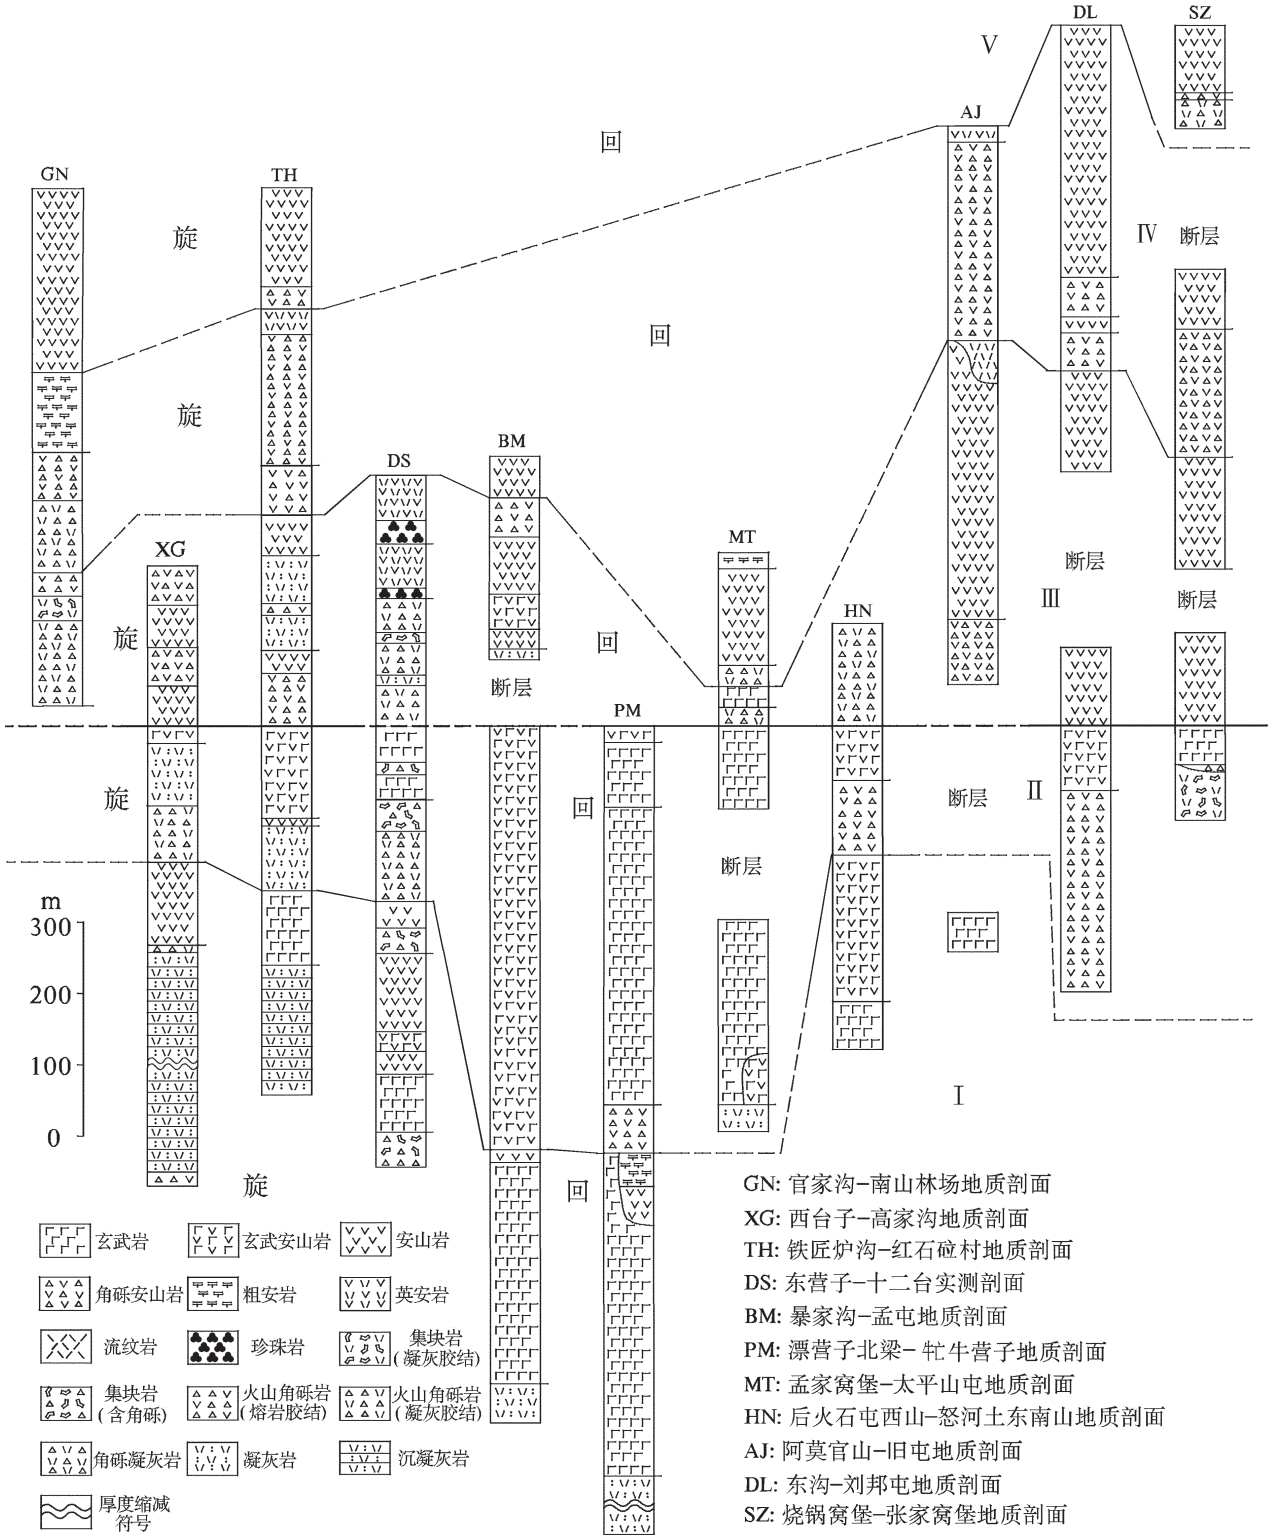 DL
SZ
V
AJ
回
GN
TH
旋
Ⅳ 断层
回
旋
BM
DS
MT
XG
断层
Ⅲ
断层
HN
旋
回
断层
PM
旋
回
断层
Ⅱ
断层
m
300
200
100
0
Ⅰ
旋
回
GN: 官家沟–南山林场地质剖面
XG: 西台子–高家沟地质剖面
TH: 铁匠炉沟–红石砬村地质剖面
DS: 东营子–十二台实测剖面
BM: 暴家沟–孟屯地质剖面
PM: 漂营子北梁–牤牛营子地质剖面
MT: 孟家窝堡–太平山屯地质剖面
HN: 后火石屯西山–怒河土东南山地质剖面
AJ: 阿莫官山–旧屯地质剖面
DL: 东沟–刘邦屯地质剖面
SZ: 烧锅窝堡–张家窝堡地质剖面
玄武岩
玄武安山岩
安山岩
角砾安山岩
粗安岩
英安岩
流纹岩
珍珠岩
集块岩
(凝灰胶结)
集块岩
(含角砾)
火山角砾岩
(熔岩胶结)
火山角砾岩
(凝灰胶结)
角砾凝灰岩
凝灰岩
沉凝灰岩
厚度缩减
符号